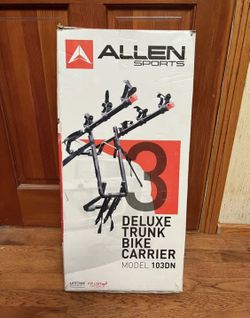 ALLEN
SPORTS
3
DELUXE
TRUNK
BIKE
CARRIER
MODEL 103DN